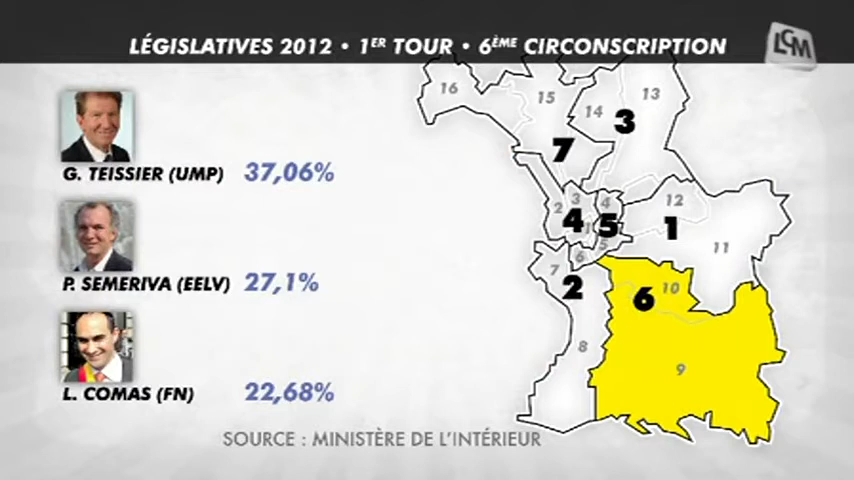 LÉGISLATIVES 2012 • 1ER TOUR • 6ÈME CIRCONSCRIPTION
LCM
G. TEISSIER (UMP) 37,06%
P. SEMERIVA (EELV) 27,1%
L. COMAS (FN) 22,68%
16 15 14 13
3
7
2 3 4 12
4 1 5 1
5 11
7 6
2 6 10
8
9
SOURCE : MINISTÈRE DE L'INTÉRIEUR